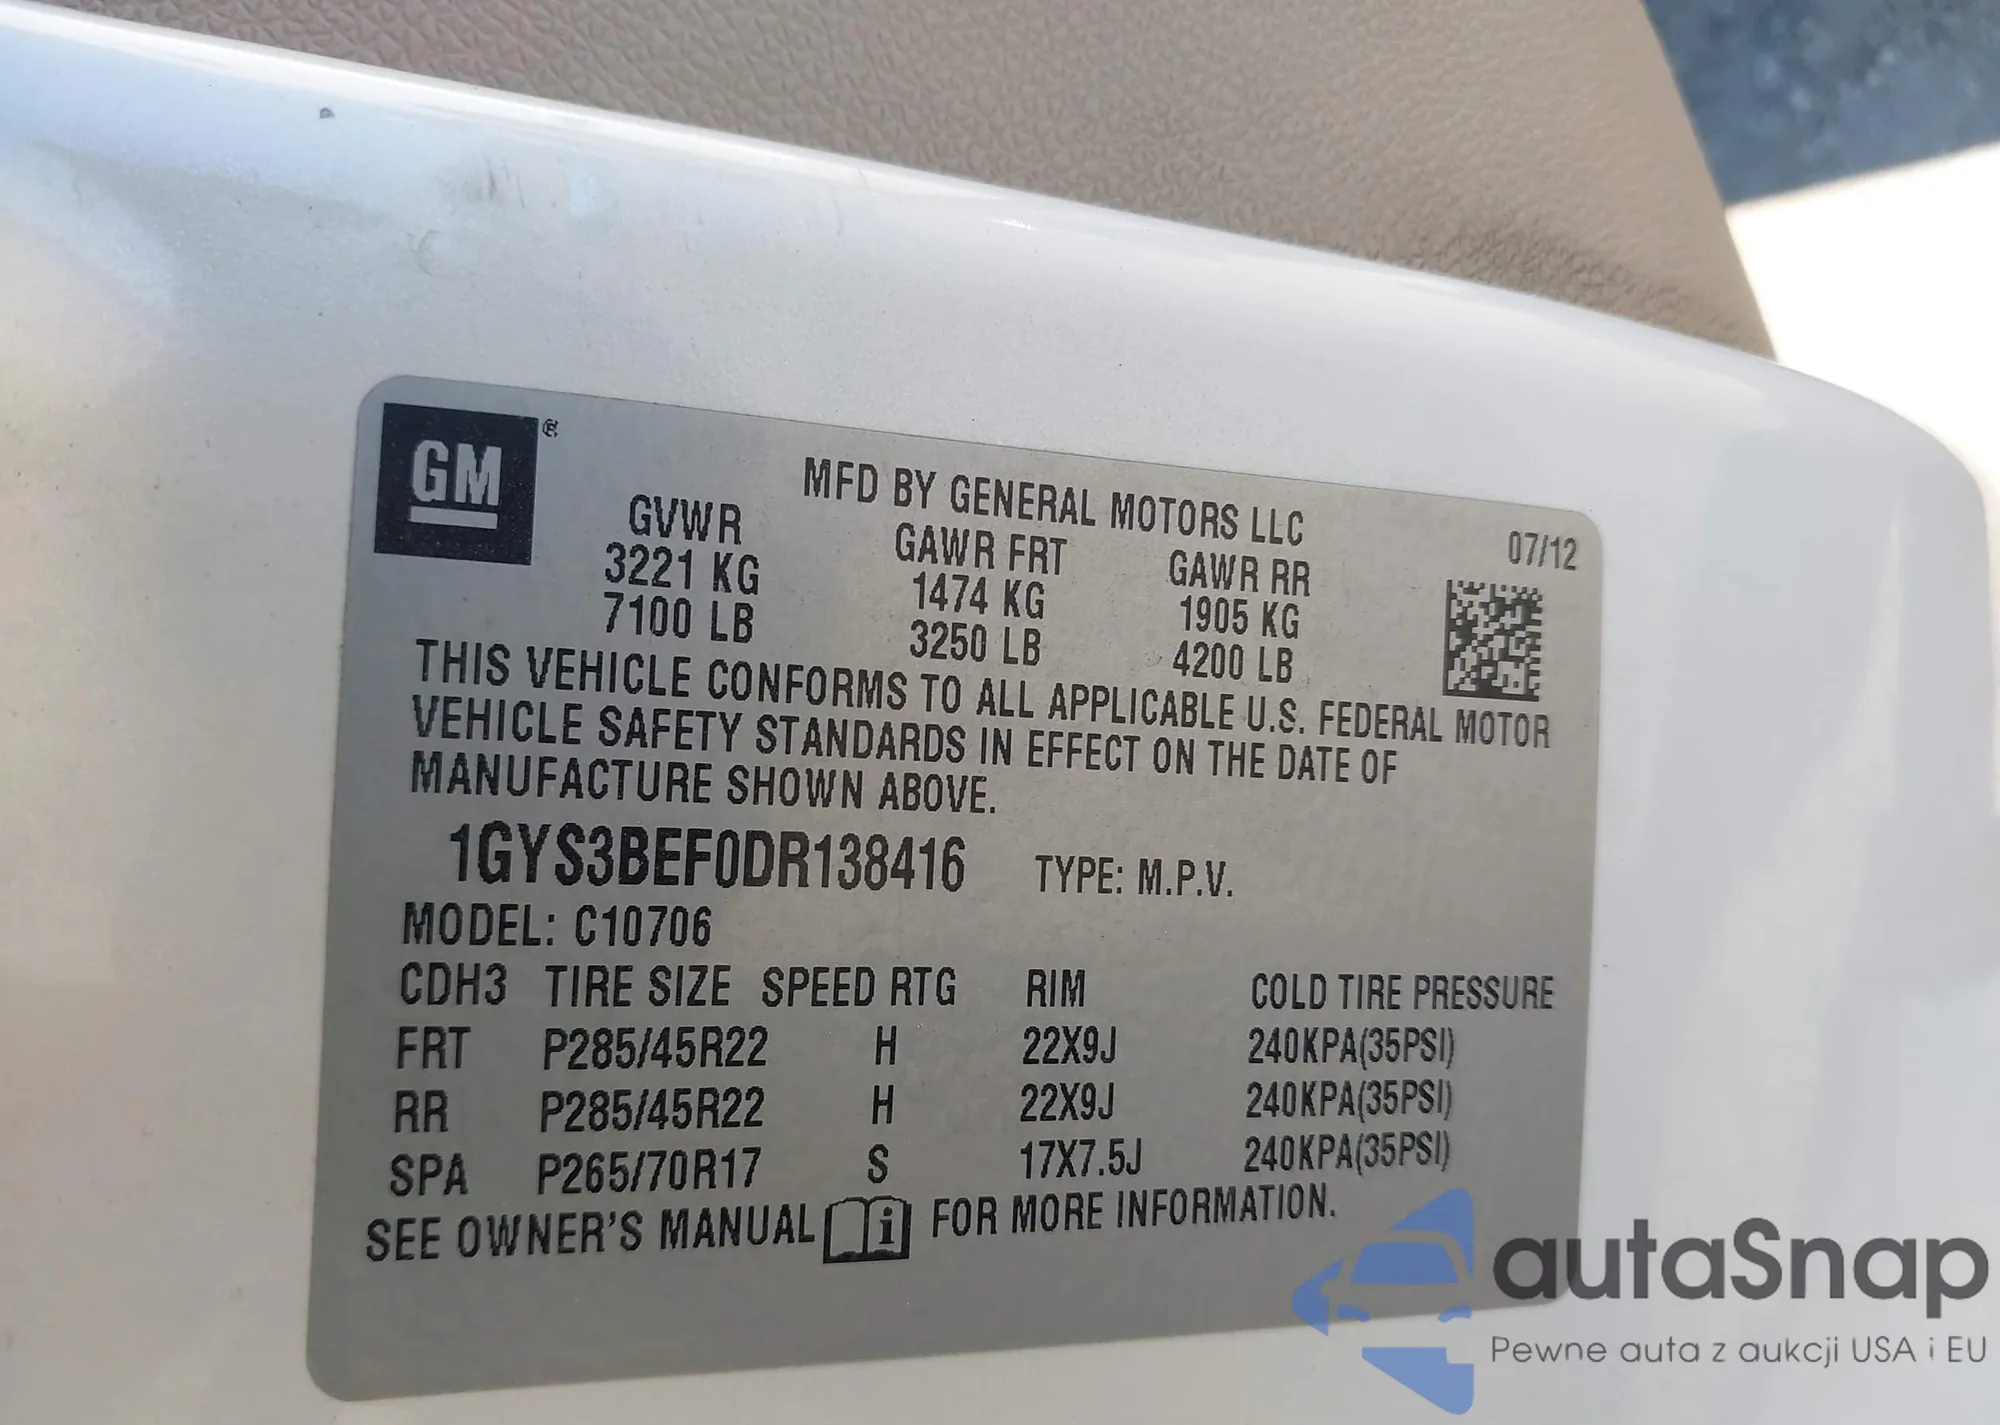 GM ®
MFD BY GENERAL MOTORS LLC
07/12
GVWR GAWR FRT GAWR RR
3221 KG 1474 KG 1905 KG
7100 LB 3250 LB 4200 LB
THIS VEHICLE CONFORMS TO ALL APPLICABLE U.S. FEDERAL MOTOR
VEHICLE SAFETY STANDARDS IN EFFECT ON THE DATE OF
MANUFACTURE SHOWN ABOVE.
1GYS3BEF0DR138416 TYPE: M.P.V.
MODEL: C10706
CDH3 TIRE SIZE SPEED RTG RIM COLD TIRE PRESSURE
FRT P285/45R22 H 22X9J 240KPA(35PSI)
RR P285/45R22 H 22X9J 240KPA(35PSI)
SPA P265/70R17 S 17X7.5J 240KPA(35PSI)
SEE OWNER'S MANUAL i FOR MORE INFORMATION.
autaSnap
Pewne auta z aukcji USA i EU